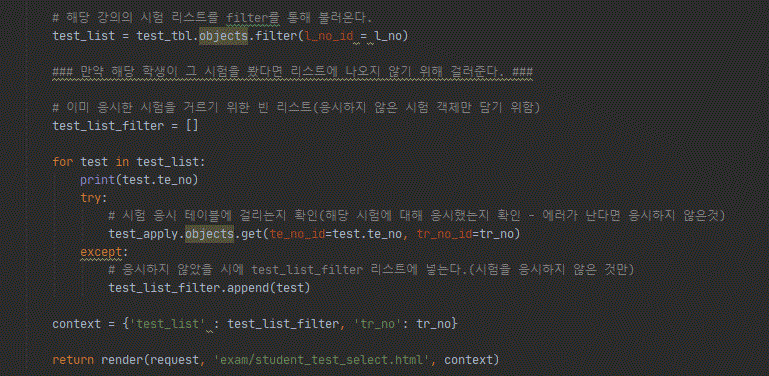 # 해당 강의의 시험 리스트를 filter를 통해 불러온다.
test_list = test_tbl.objects.filter(l_no_id = l_no)
### 만약 해당 학생이 그 시험을 봤다면 리스트에 나오지 않기 위해 걸러준다. ###
# 이미 응시한 시험을 거르기 위한 빈 리스트(응시하지 않은 시험 객체만 담기 위함)
test_list_filter = []
for test in test_list:
print(test.te_no)
try:
# 시험 응시 테이블에 걸리는지 확인(해당 시험에 대해 응시했는지 확인 - 에러가 난다면 응시하지 않은것)
test_apply.objects.get(te_no_id=test.te_no, tr_no_id=tr_no)
except:
# 응시하지 않았을 시에 test_list_filter 리스트에 넣는다.(시험을 응시하지 않은 것만)
test_list_filter.append(test)
context = {'test_list' : test_list_filter, 'tr_no': tr_no}
return render(request, 'exam/student_test_select.html', context)